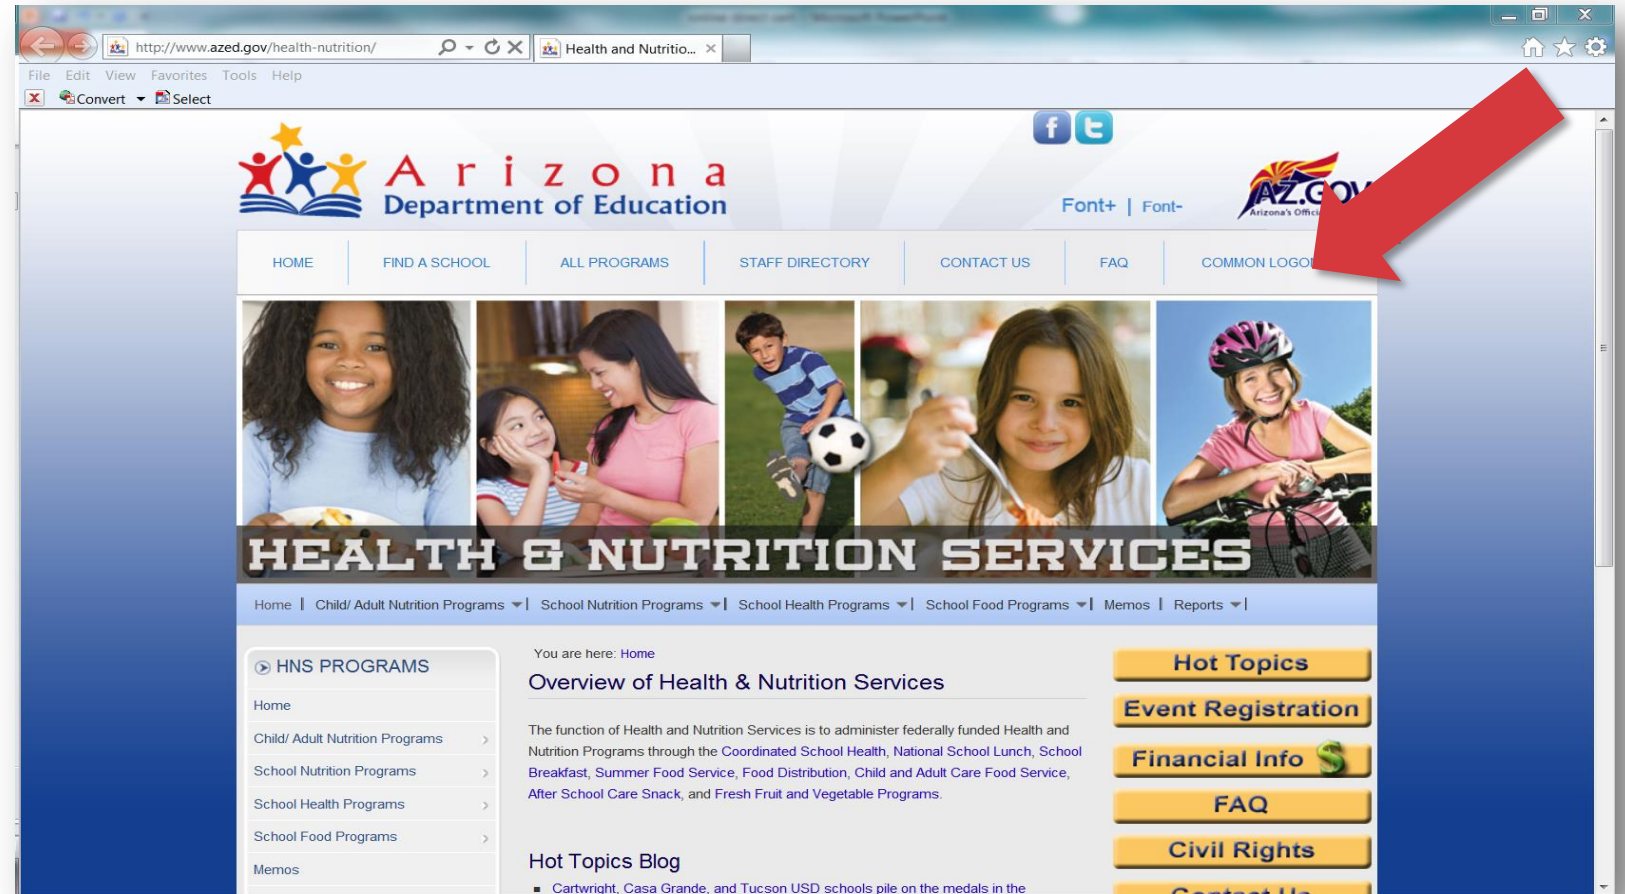 http://www.azed.gov/health-nutrition/
Health and Nutritio...
File Edit View Favorites Tools Help
Convert Select
f t
Arizona
Department of Education
Font+ | Font-
AZ.GOV
Arizona's
HOME FIND A SCHOOL ALL PROGRAMS STAFF DIRECTORY CONTACT US FAQ COMMON LOGON
HEALTH & NUTRITION SERVICES
Home | Child/ Adult Nutrition Programs | School Nutrition Programs | School Health Programs | School Food Programs | Memos | Reports |
HNS PROGRAMS
Home
Child/ Adult Nutrition Programs
School Nutrition Programs
School Health Programs
School Food Programs
Memos
You are here: Home
Overview of Health & Nutrition Services
The function of Health and Nutrition Services is to administer federally funded Health and
Nutrition Programs through the Coordinated School Health, National School Lunch, School
Breakfast, Summer Food Service, Food Distribution, Child and Adult Care Food Service,
After School Care Snack, and Fresh Fruit and Vegetable Programs.
Hot Topics Blog
Cartwright, Casa Grande, and Tucson USD schools pile on the medals in the
Hot Topics
Event Registration
Financial Info $
FAQ
Civil Rights
Contact Us